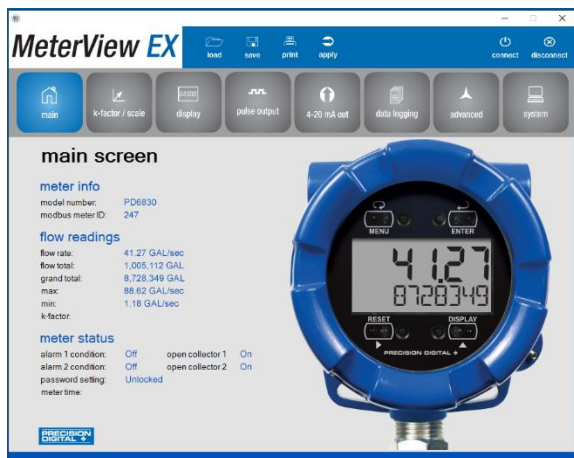 MeterView EX
load save print apply connect disconnect
main k-factor / scale display pulse output 4-20 mA out data logging advanced system
main screen
meter info
model number: PD6830
modbus meter ID: 247
flow readings
flow rate: 41.27 GAL/sec
flow total: 1,005,112 GAL
grand total: 8,728,349 GAL
max: 88.62 GAL/sec
min: 1.18 GAL/sec
k-factor:
meter status
alarm 1 condition: Off open collector 1 On
alarm 2 condition: Off open collector 2 On
password setting: Unlocked
meter time:
MENU ENTER
41.27
8728349
RESET DISPLAY
PRECISION DIGITAL
PRECISION
DIGITAL